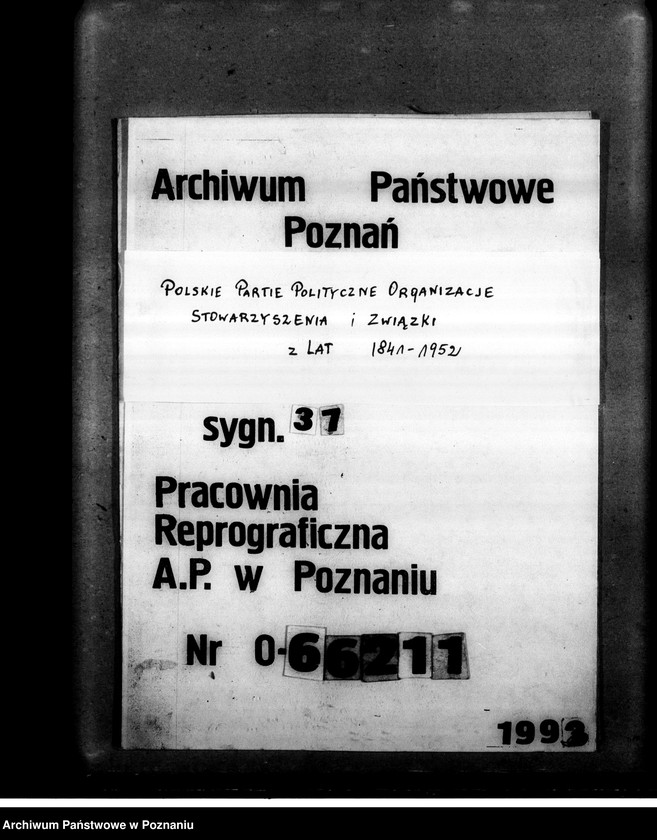 Archiwum Państwowe
Poznań
POLSKIE PARTIE POLITYCZNE ORGANIZACJE
STOWARZYSZENIA i ZWIĄZKI
z LAT 1841-1952
sygn. 37
Pracownia
Reprograficzna
A.P. w Poznaniu
Nr O-66211
1993
Archiwum Państwowe w Poznaniu